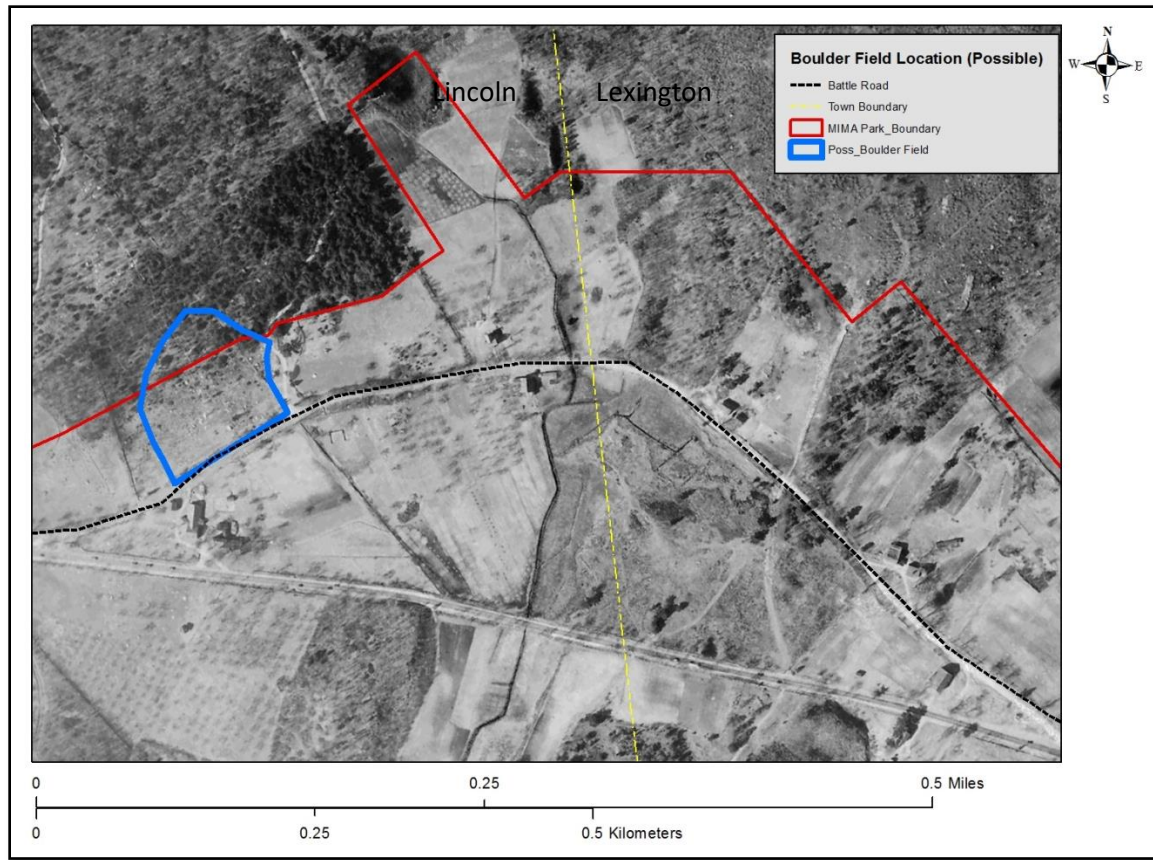 Lincoln
Lexington
Boulder Field Location (Possible)
Battle Road
Town Boundary
MIMA Park_Boundary
Poss_Boulder Field
N
W
E
S
0
0.25
0.5 Miles
0
0.25
0.5 Kilometers